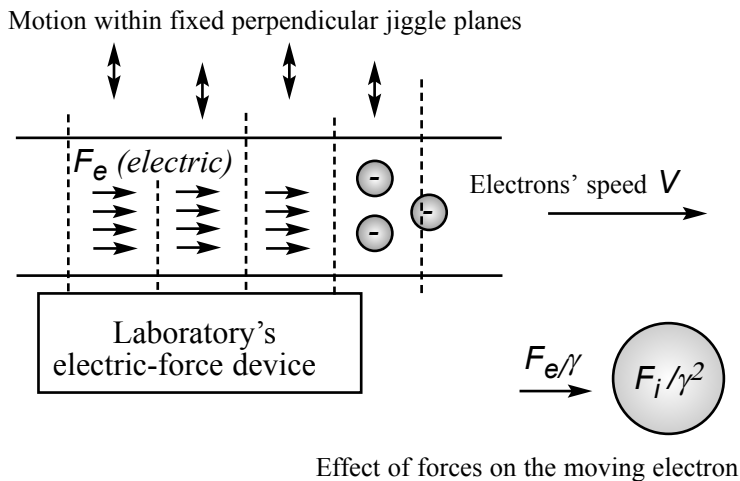 Motion within fixed perpendicular jiggle planes
Fₑ (electric)
- 
- -
Electrons' speed V
Laboratory's
electric-force device
Fₑ/γ
Fᵢ/γ²
Effect of forces on the moving electron